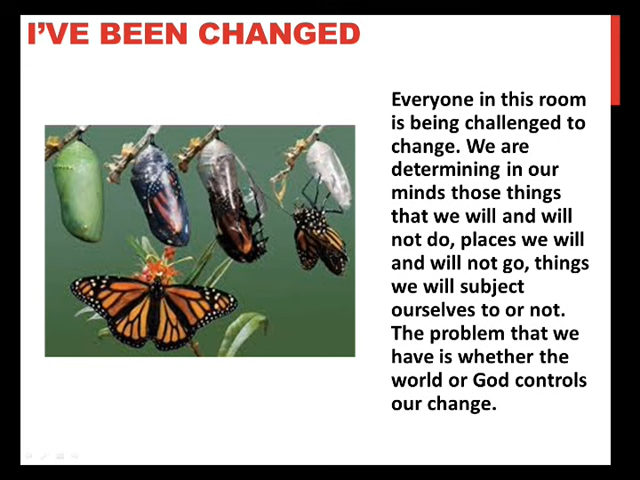 I'VE BEEN CHANGED
Everyone in this room
is being challenged to
change. We are
determining in our
minds those things
that we will and will
not do, places we will
and will not go, things
we will subject
ourselves to or not.
The problem that we
have is whether the
world or God controls
our change.